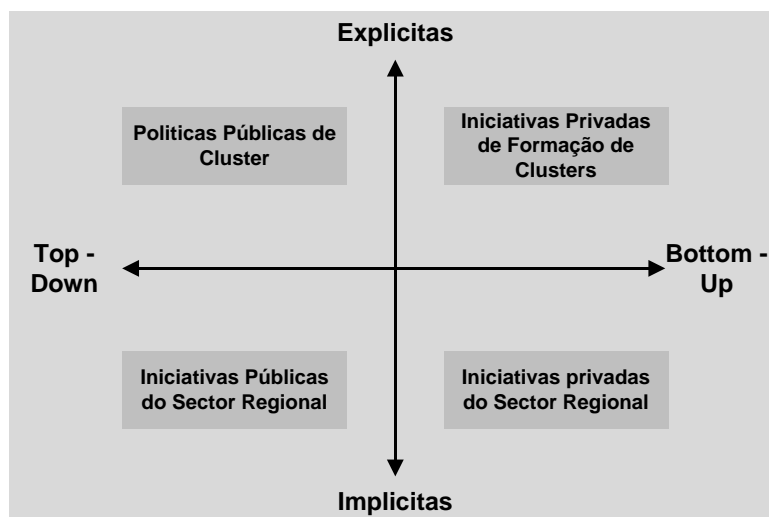 Explicitas
Politicas Públicas de
Cluster
Iniciativas Privadas
de Formação de
Clusters
Top -
Down
Bottom -
Up
Iniciativas Públicas
do Sector Regional
Iniciativas privadas
do Sector Regional
Implicitas